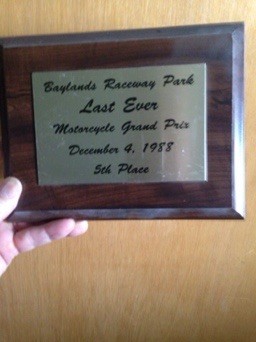 Baylands Raceway Park
Last Ever
Motorcycle Grand Prix
December 4, 1988
5th Place